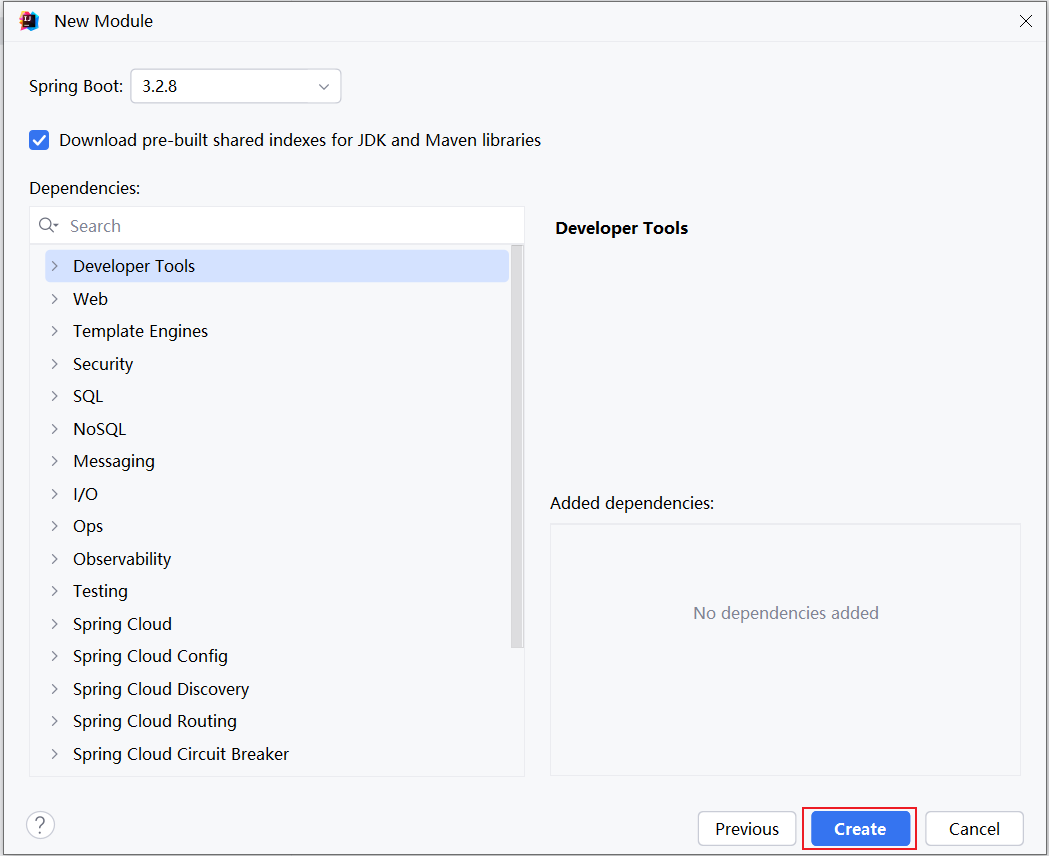 New Module
Spring Boot: 3.2.8
Download pre-built shared indexes for JDK and Maven libraries
Dependencies:
Search
Developer Tools
Web
Template Engines
Security
SQL
NoSQL
Messaging
I/O
Ops
Observability
Testing
Spring Cloud
Spring Cloud Config
Spring Cloud Discovery
Spring Cloud Routing
Spring Cloud Circuit Breaker
Developer Tools
Added dependencies:
No dependencies added
? Previous Create Cancel